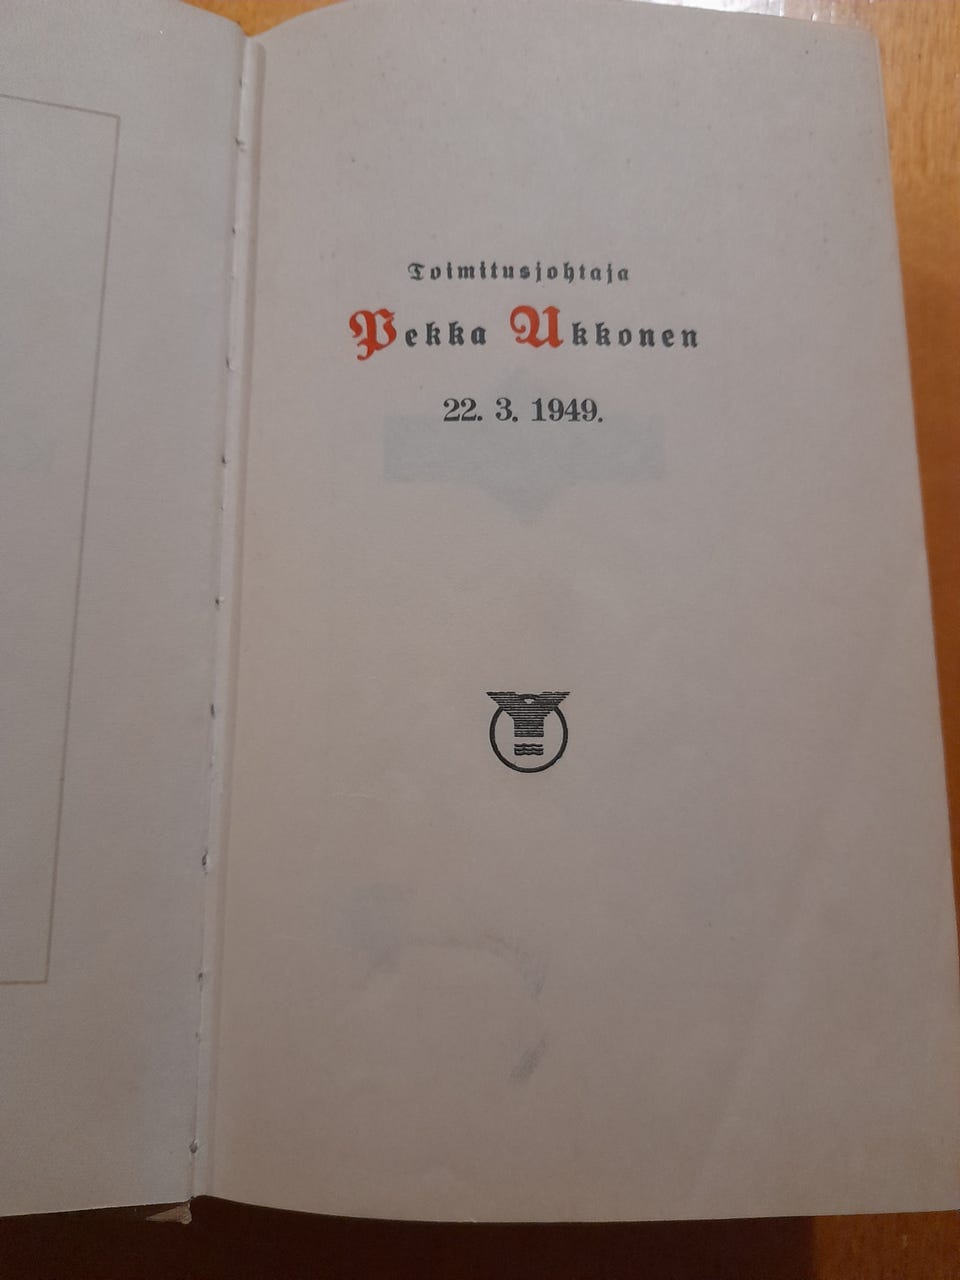 Toimitusjohtaja
Pekka Ukkonen
22. 3. 1949.